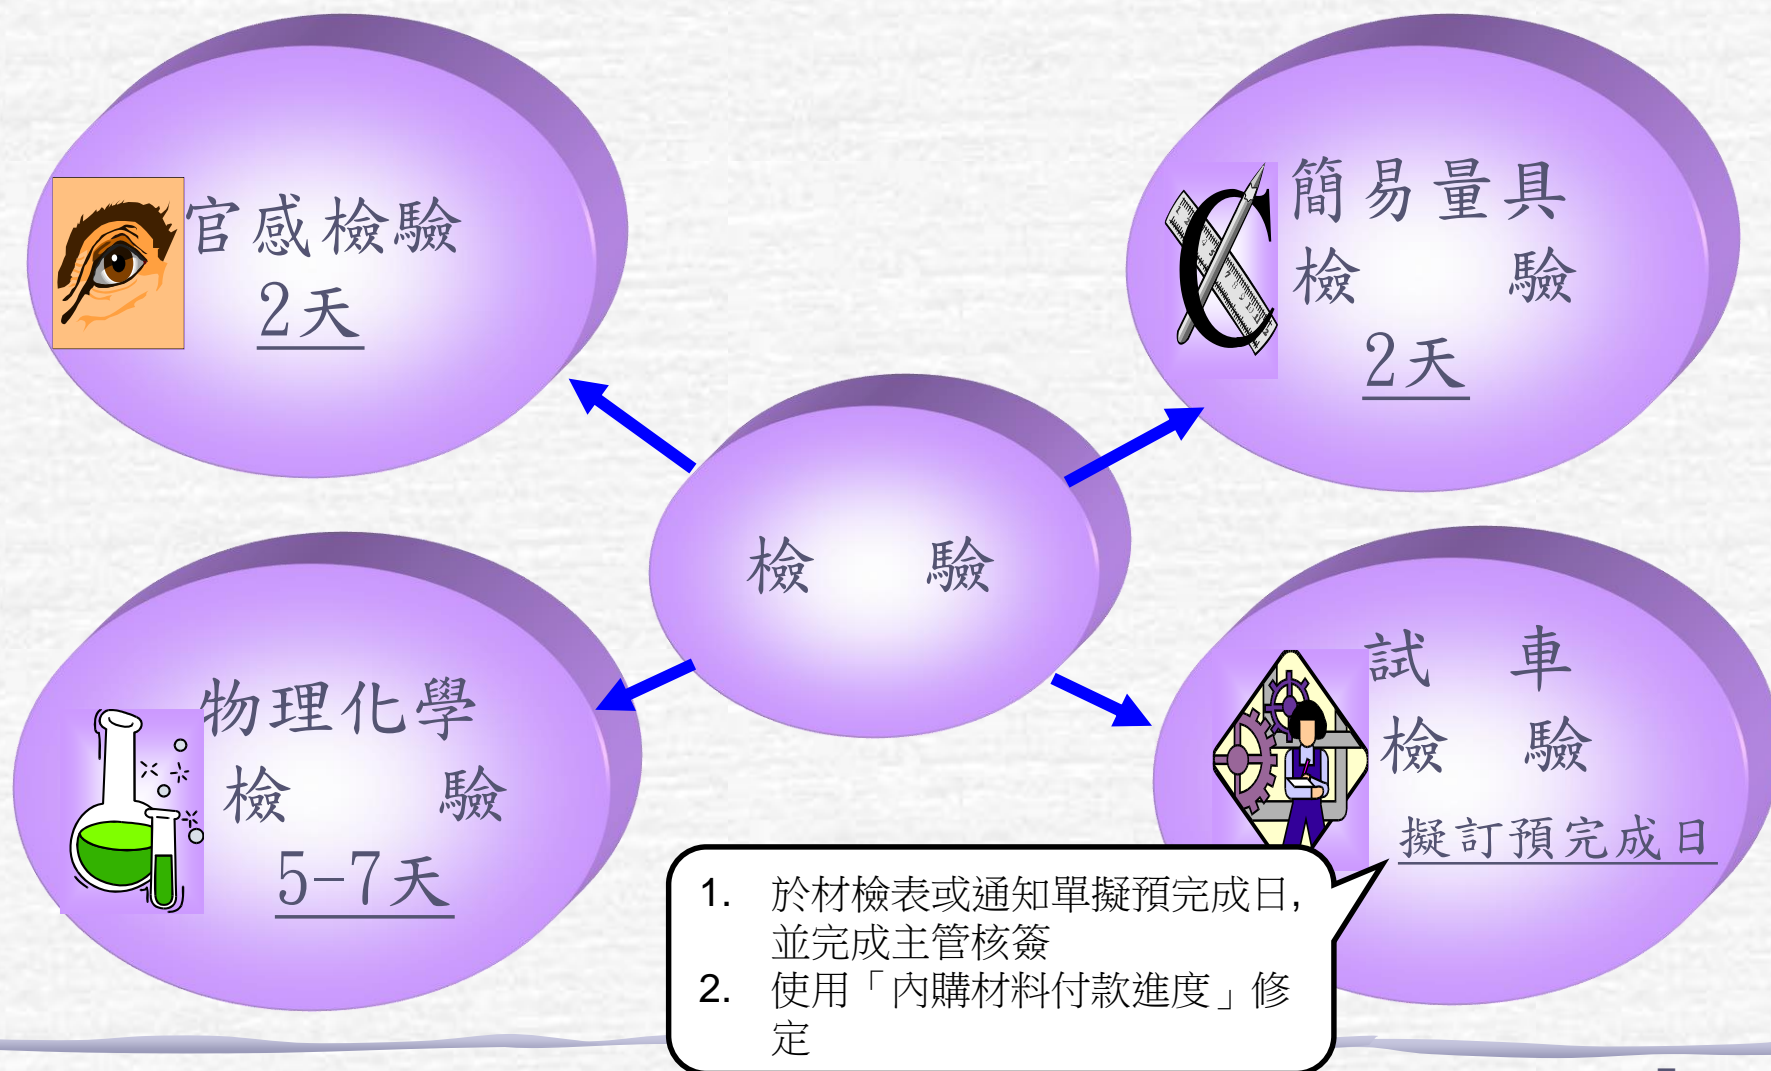 官感檢驗
2天
簡易量具
檢 驗
2天
檢 驗
物理化學
檢 驗
5-7天
試 車
檢 驗
擬訂預完成日
1. 於材檢表或通知單擬預完成日,
並完成主管核簽
2. 使用「內購材料付款進度」修
定